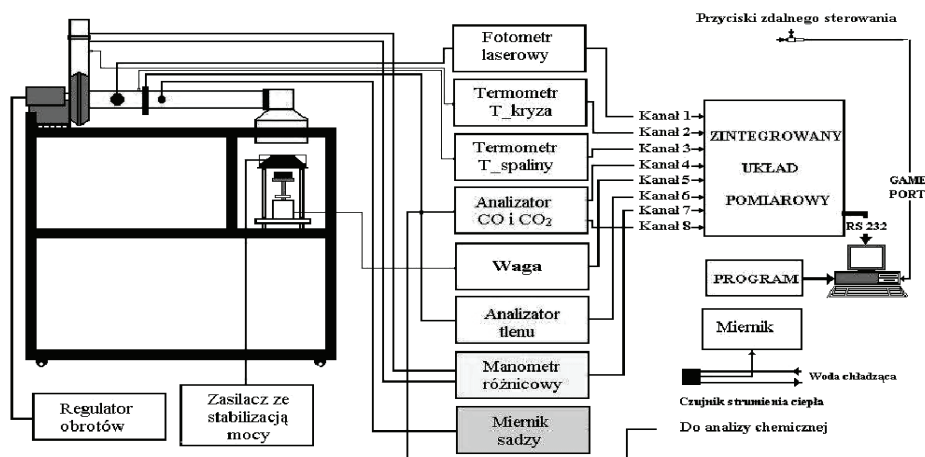 Przyciski zdalnego sterowania
Fotometr
laserowy
Termometr
T_kryza
Termometr
T_spaliny
Analizator
CO i CO₂
Waga
Analizator
tlenu
Manometr
różnicowy
Miernik
sadzy
Kanał 1
Kanał 2
Kanał 3
Kanał 4
Kanał 5
Kanał 6
Kanał 7
Kanał 8
ZINTEGROWANY
UKŁAD
POMIAROWY
GAME
PORT
RS 232
PROGRAM
Miernik
Woda chładząca
Czujnik strumienia ciepła
Do analizy chemicznej
Regulator
obrotów
Zasilacz ze
stabilizacją
mocy